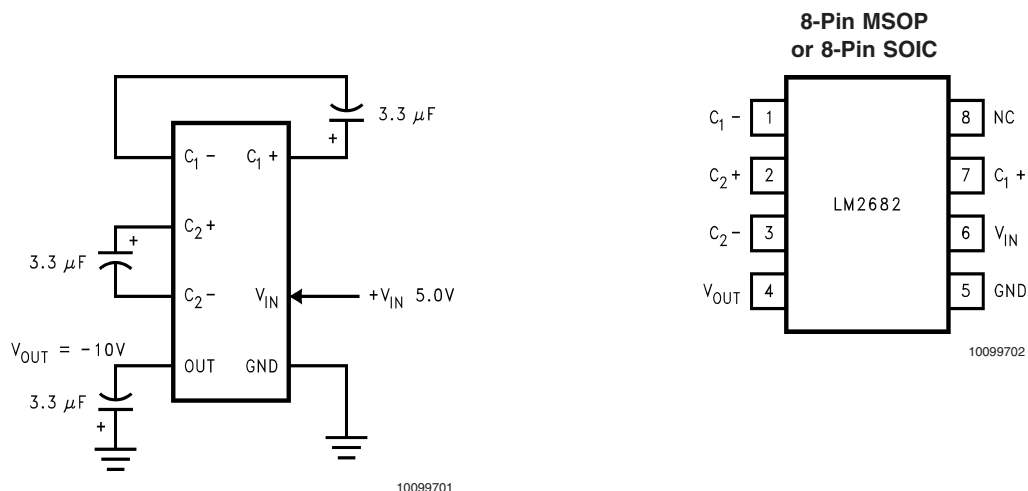 3.3 μF
+
C1 − C1 +
C2 +
+
3.3 μF
C2 − VIN +VIN 5.0V
VOUT = −10V
OUT GND
3.3 μF
+
10099701
8-Pin MSOP
or 8-Pin SOIC
C1 − 1 8 NC
C2 + 2 7 C1 +
LM2682
C2 − 3 6 VIN
VOUT 4 5 GND
10099702